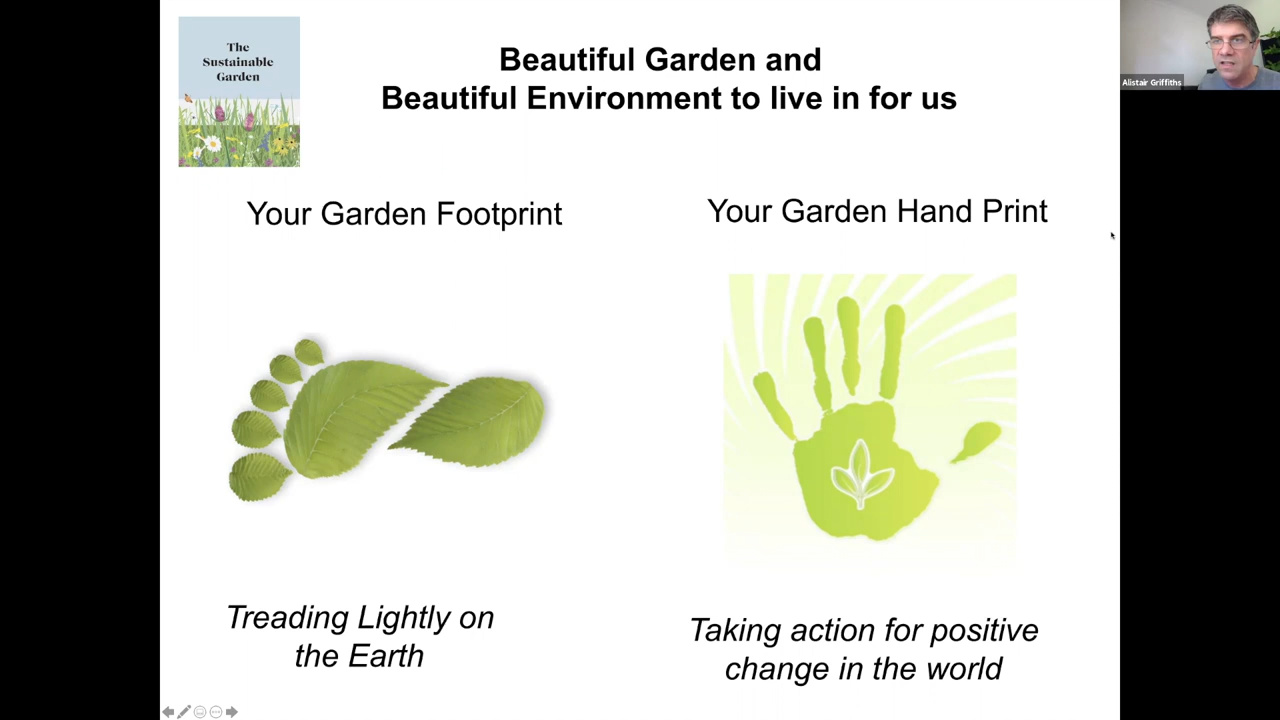 The
Sustainable
Garden
Beautiful Garden and
Beautiful Environment to live in for us
Alistair Griffiths
Your Garden Footprint
Your Garden Hand Print
Treading Lightly on
the Earth
Taking action for positive
change in the world